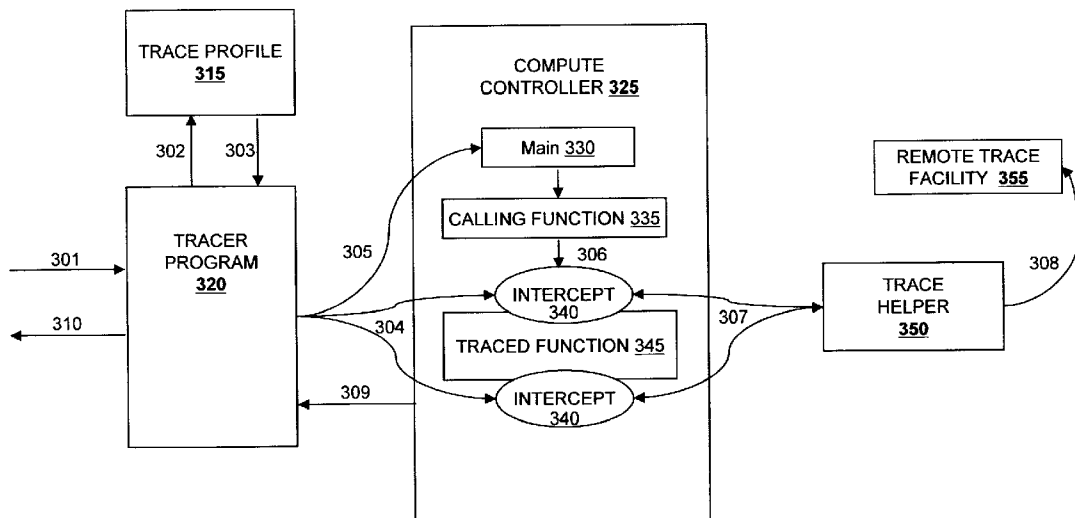 TRACE PROFILE
315
302
303
301
TRACER
PROGRAM
320
310
305
304
309
COMPUTE
CONTROLLER 325
Main 330
CALLING FUNCTION 335
306
INTERCEPT
340
TRACED FUNCTION 345
INTERCEPT
340
307
TRACE
HELPER
350
308
REMOTE TRACE
FACILITY 355